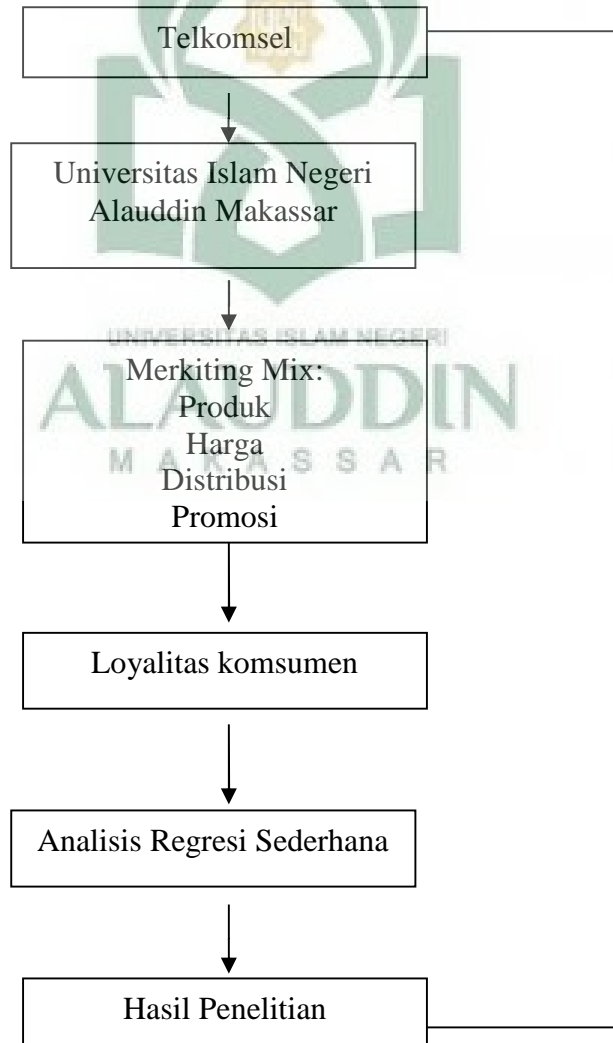 Telkomsel
Universitas Islam Negeri
Alauddin Makassar
UNIVERSITAS ISLAM NEGERI
ALAUDDIN
MAKASSAR
Merkiting Mix:
Produk
Harga
Distribusi
Promosi
Loyalitas komsumen
Analisis Regresi Sederhana
Hasil Penelitian